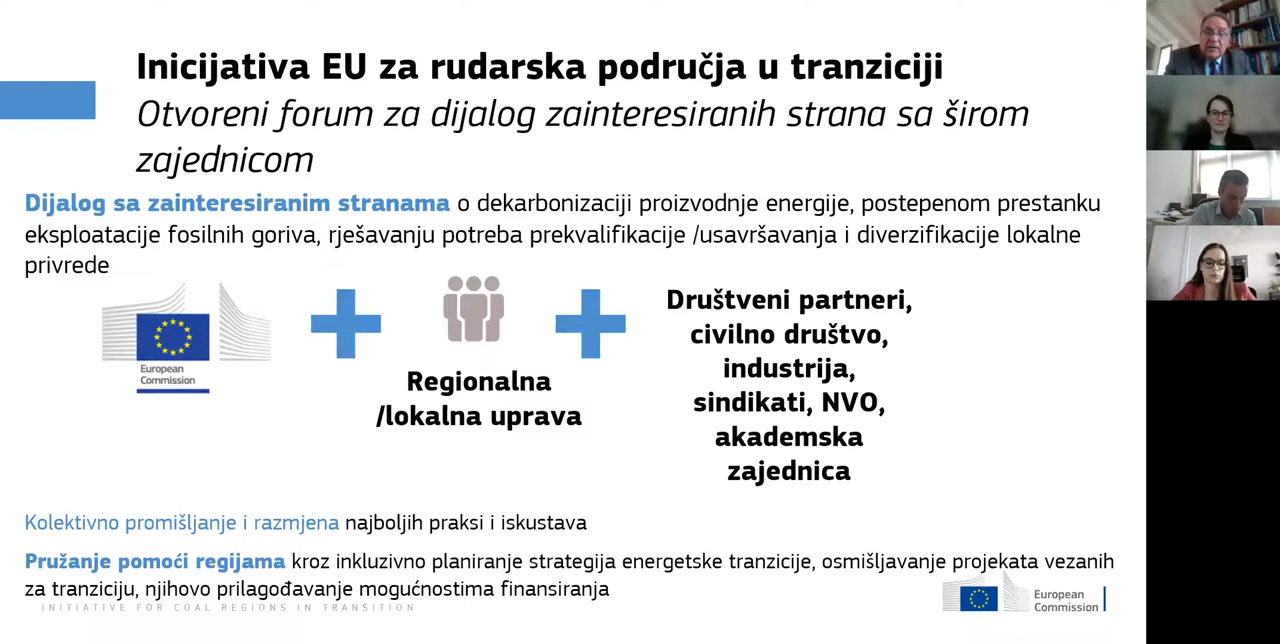 Inicijativa EU za rudarska područja u tranziciji
Otvoreni forum za dijalog zainteresiranih strana sa širom
zajednicom
Dijalog sa zainteresiranim stranama o dekarbonizaciji proizvodnje energije, postepenom prestanku
eksploatacije fosilnih goriva, rješavanju potreba prekvalifikacije /usavršavanja i diverzifikacije lokalne
privrede
European
Commission
Regionalna
/lokalna uprava
Društveni partneri,
civilno društvo,
industrija,
sindikati, NVO,
akademska
zajednica
Kolektivno promišljanje i razmjena najboljih praksi i iskustava
Pružanje pomoći regijama kroz inkluzivno planiranje strategija energetske tranzicije, osmišljavanje projekata vezanih
za tranziciju, njihovo prilagođavanje mogućnostima finansiranja
INITIATIVE FOR COAL REGIONS IN TRANSITION
European
Commission